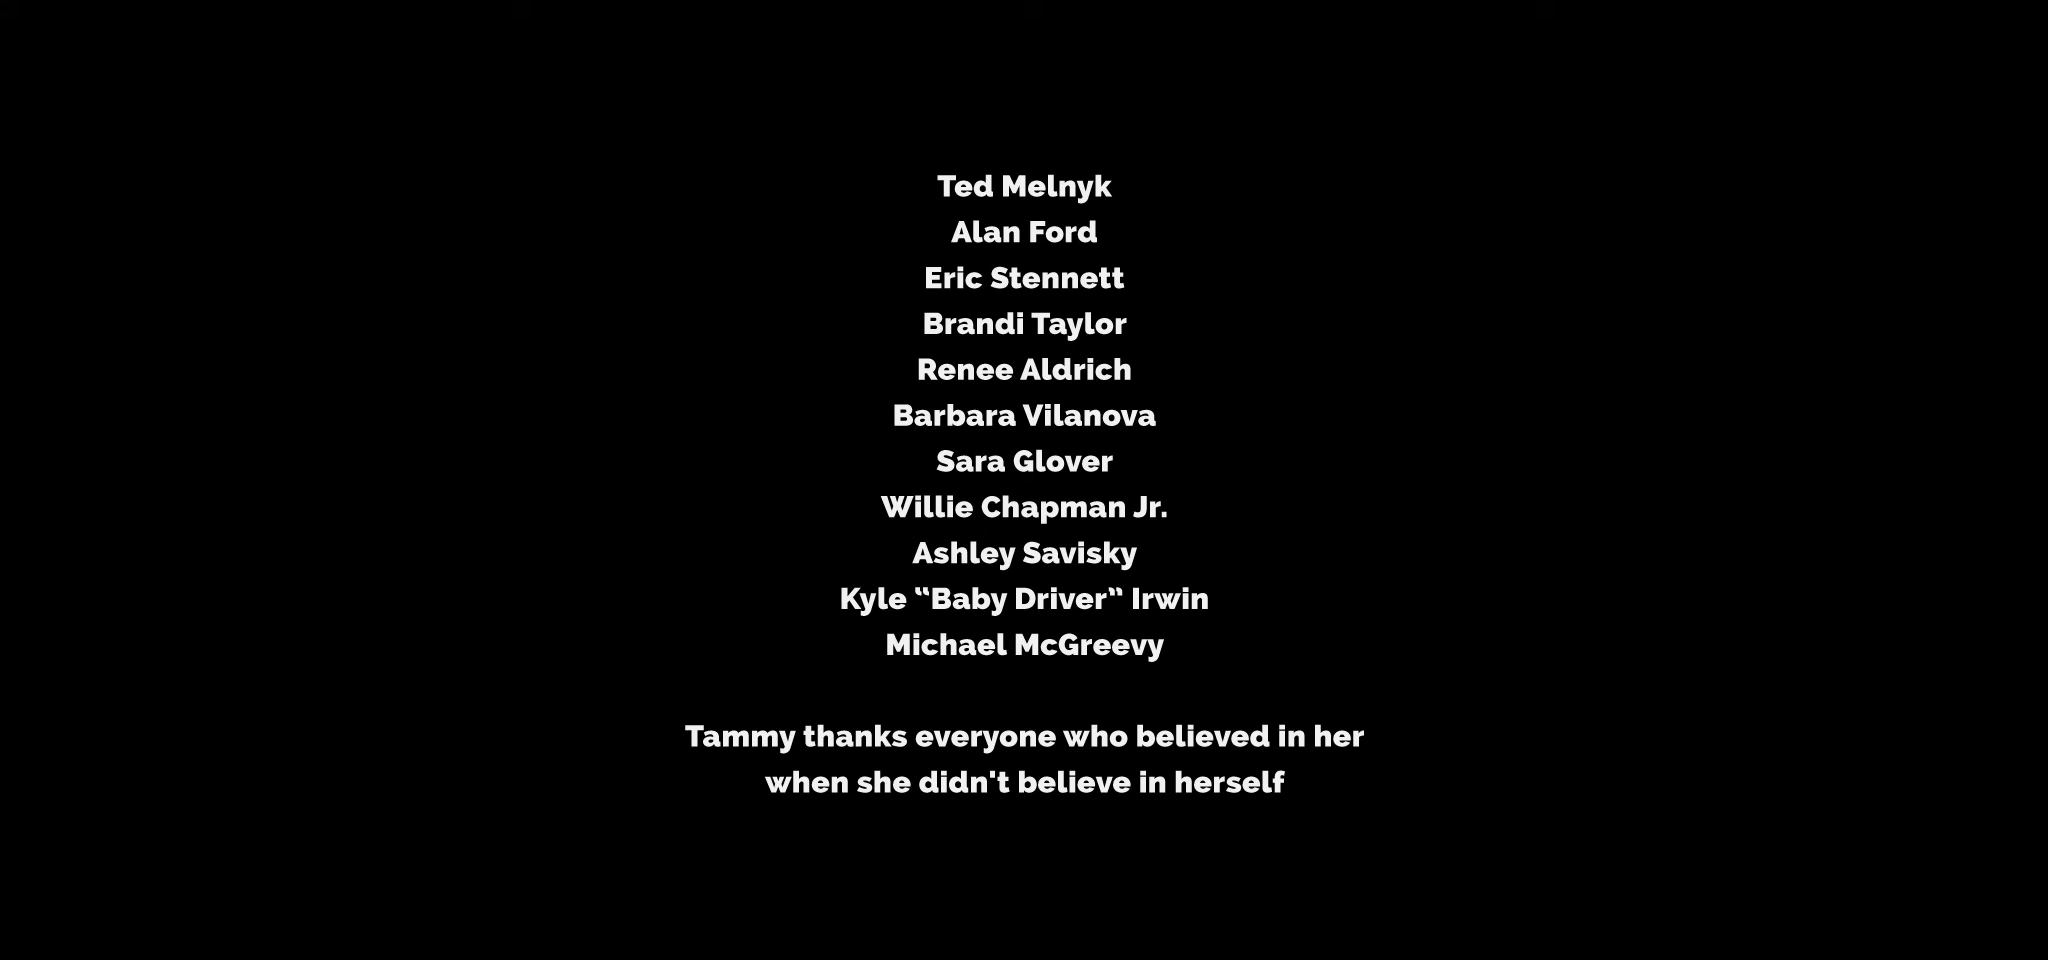 Ted Melnyk
Alan Ford
Eric Stennett
Brandi Taylor
Renee Aldrich
Barbara Vilanova
Sara Glover
Willie Chapman Jr.
Ashley Savisky
Kyle “Baby Driver” Irwin
Michael McGreevy
Tammy thanks everyone who believed in her
when she didn't believe in herself